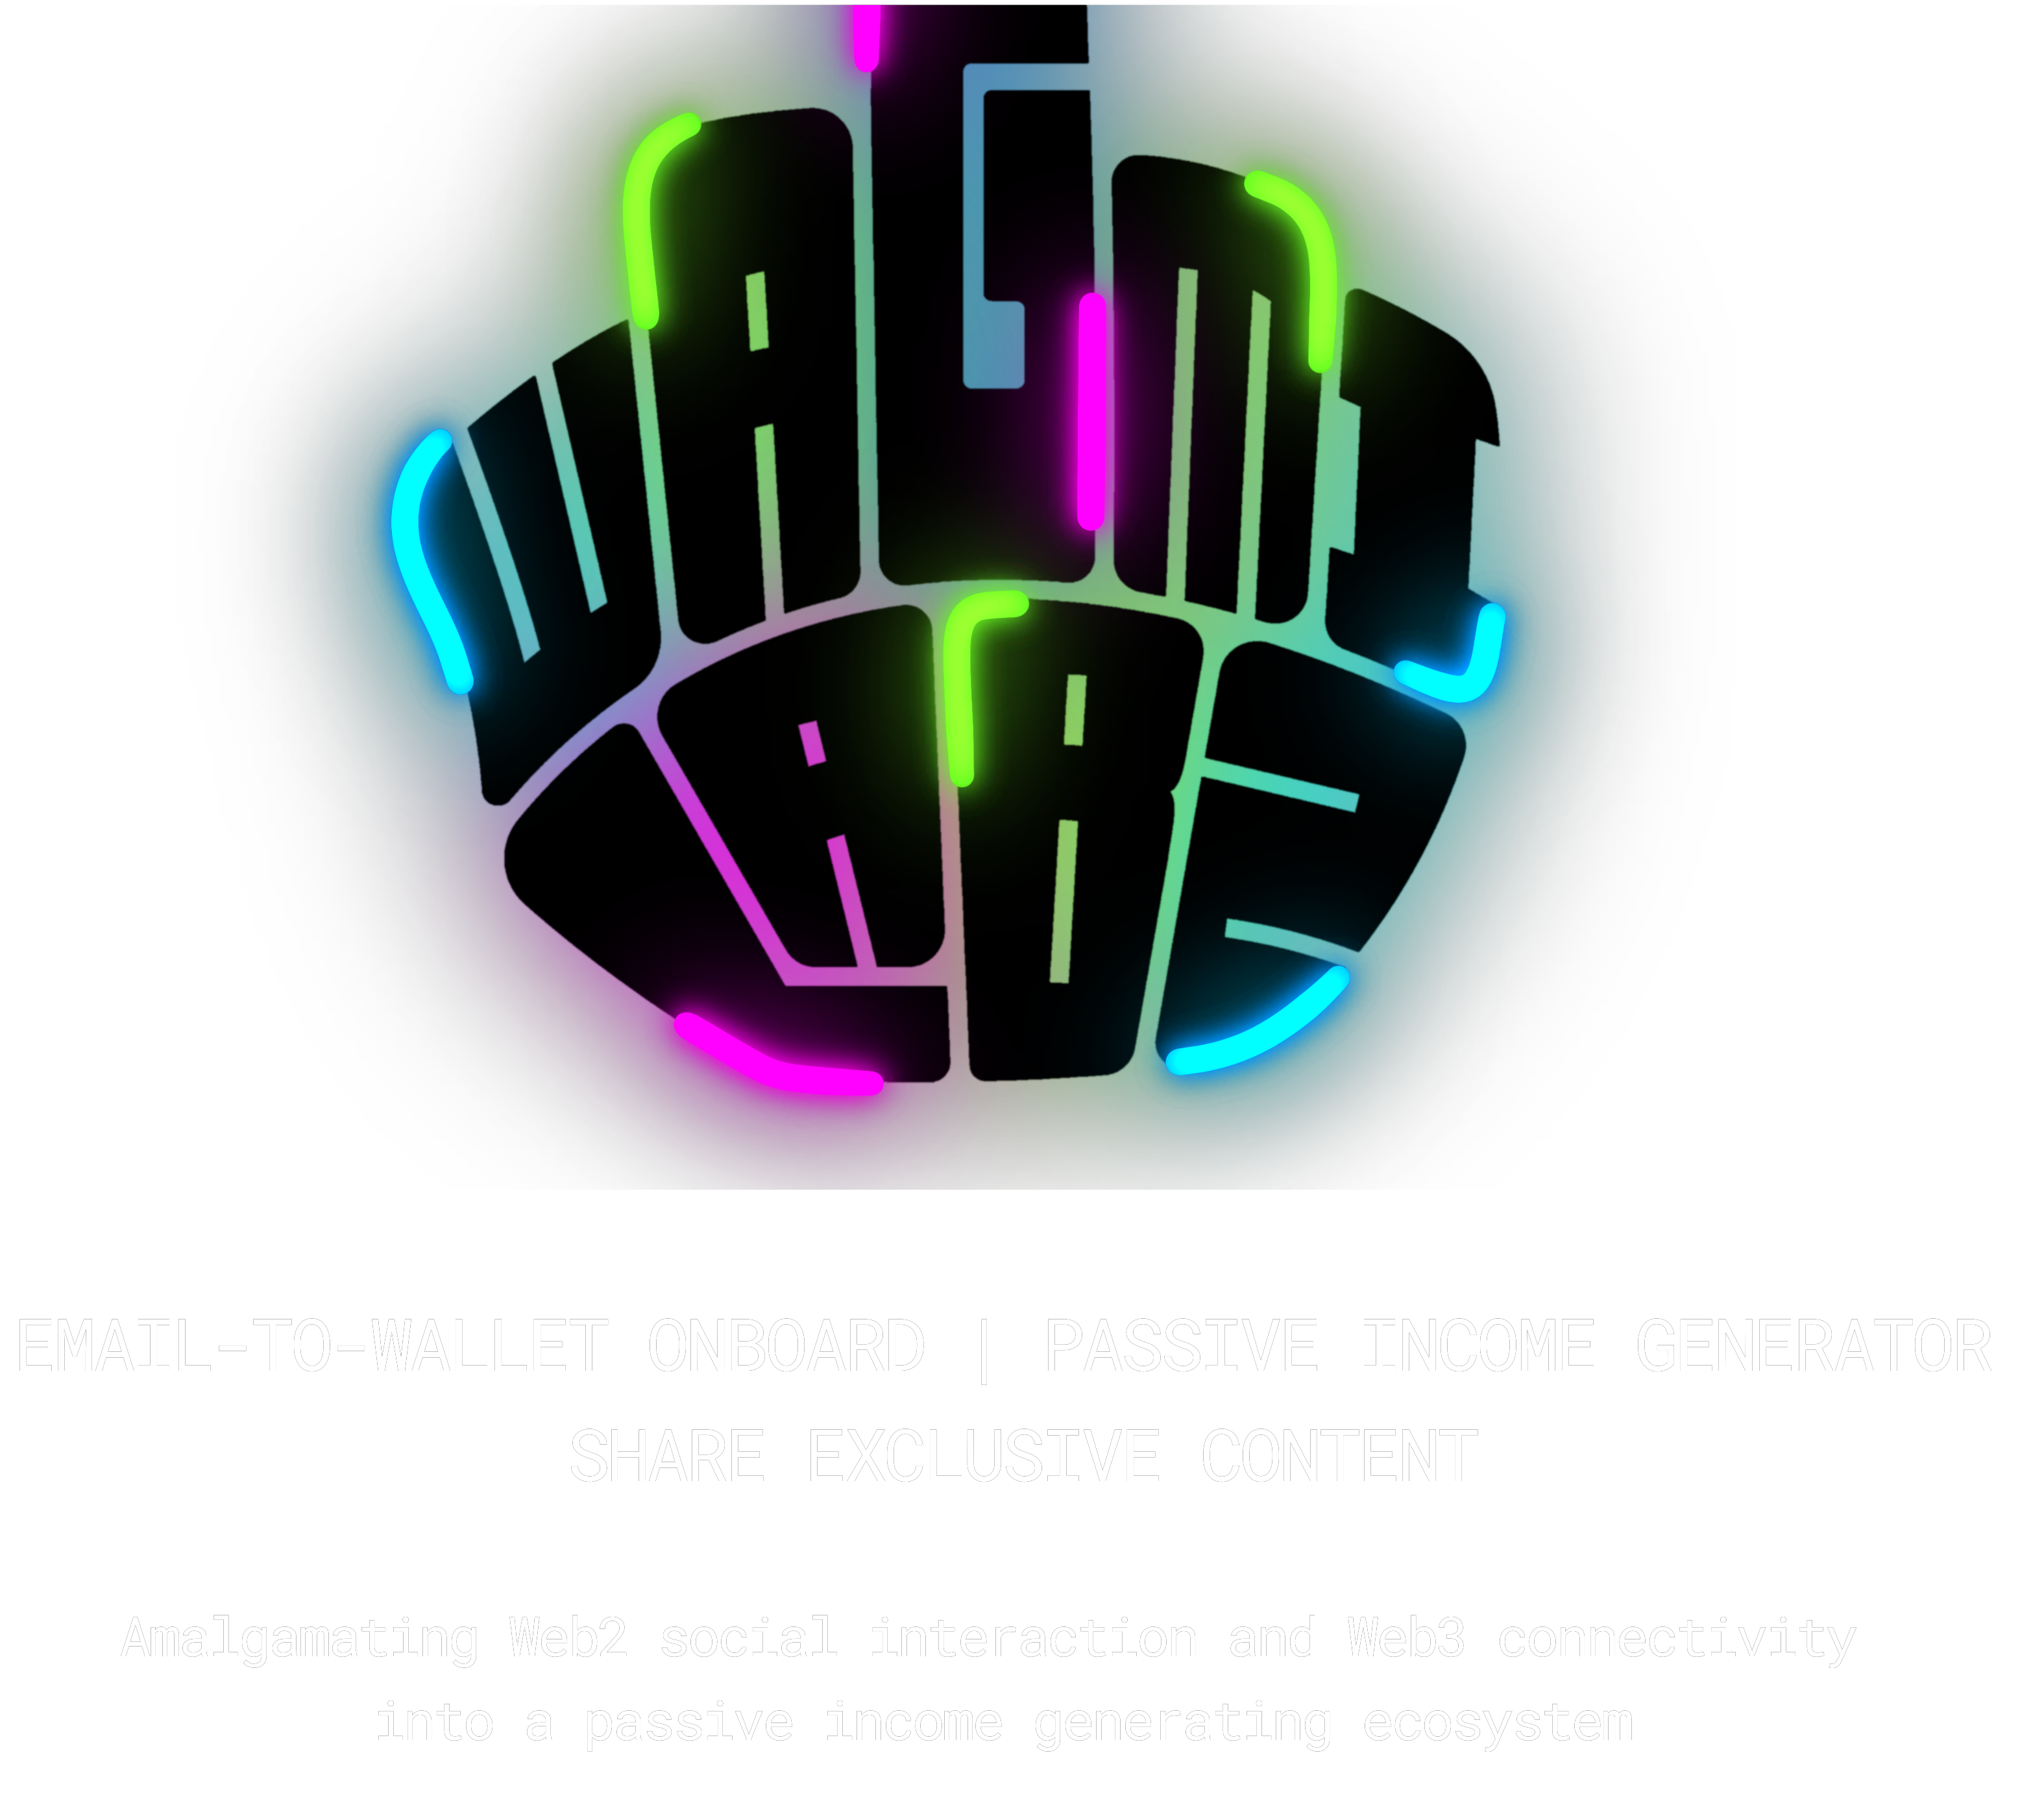 WAGMI
LABZ
EMAIL-TO-WALLET ONBOARD | PASSIVE INCOME GENERATOR
SHARE EXCLUSIVE CONTENT
Amalgamating Web2 social interaction and Web3 connectivity
into a passive income generating ecosystem